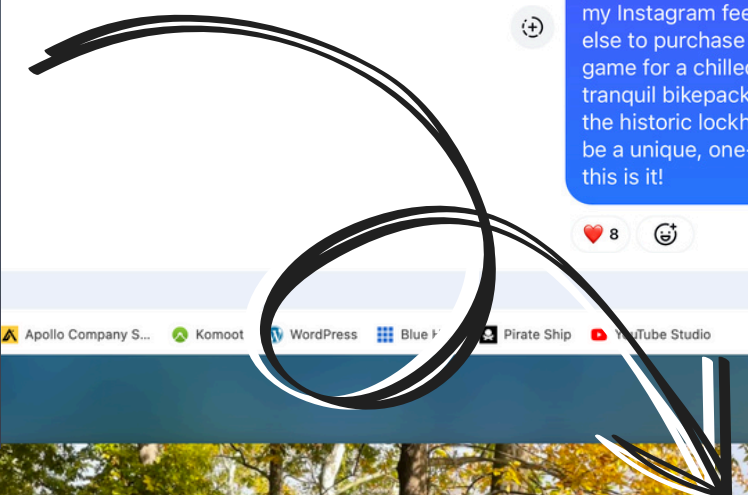 my Instagram fee
else to purchase
game for a chilled
tranquil bikepack
the historic lockh
be a unique, one-
this is it!
8
Apollo Company S... Komoot WordPress Blue Pirate Ship YouTube Studio